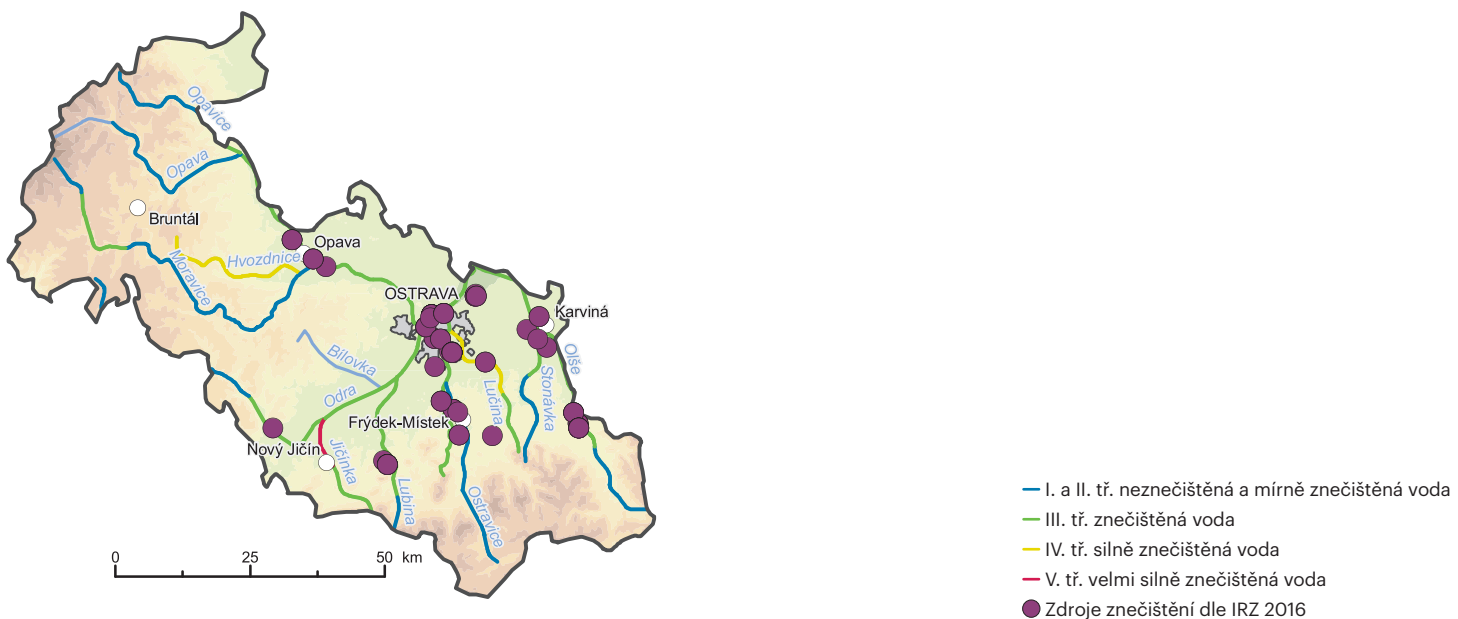 Opavice
Opava
Bruntál
Opava
Hvozdnice
Moravice
OSTRAVA
Karviná
Bílovka
Olše
Odra
Lučina
Stonávka
Frýdek-Místek
Nový Jičín
Jičínka
Lubina
Ostravice
0 25 50 km
I. a II. tř. neznečištěná a mírně znečištěná voda
III. tř. znečištěná voda
IV. tř. silně znečištěná voda
V. tř. velmi silně znečištěná voda
Zdroje znečištění dle IRZ 2016